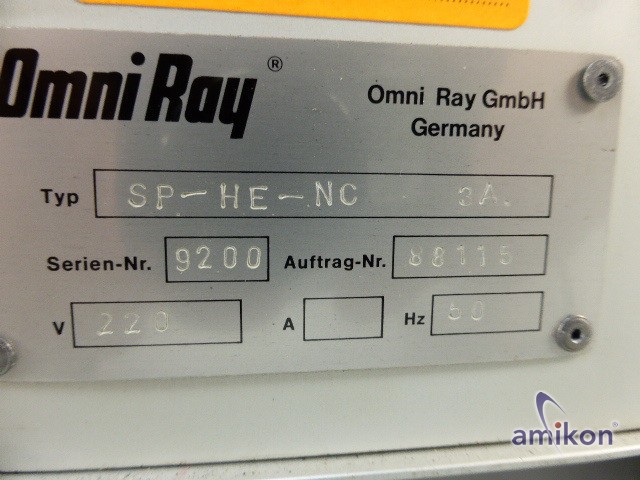 Omni Ray ®
Omni Ray GmbH
Germany
Typ SP-HE-NC 3A.
Serien-Nr. 9200 Auftrag-Nr. 88115
V 220 A Hz 50
amikon®